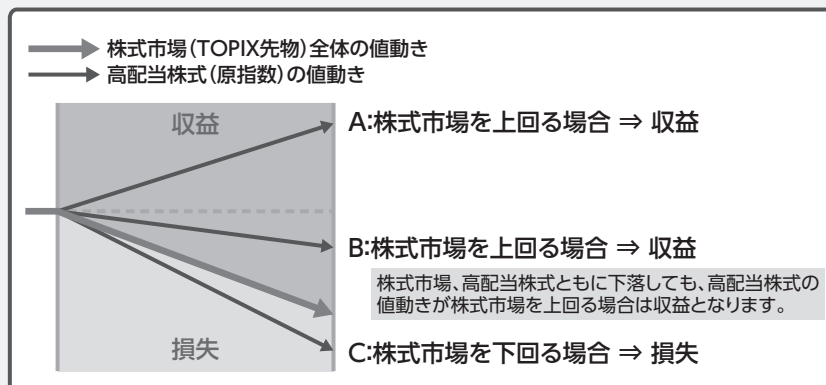 株式市場(TOPIX先物)全体の値動き
高配当株式(原指数)の値動き
収益
A:株式市場を上回る場合 ⇒ 収益
B:株式市場を上回る場合 ⇒ 収益
株式市場、高配当株式ともに下落しても、高配当株式の
値動きが株式市場を上回る場合は収益となります。
損失
C:株式市場を下回る場合 ⇒ 損失